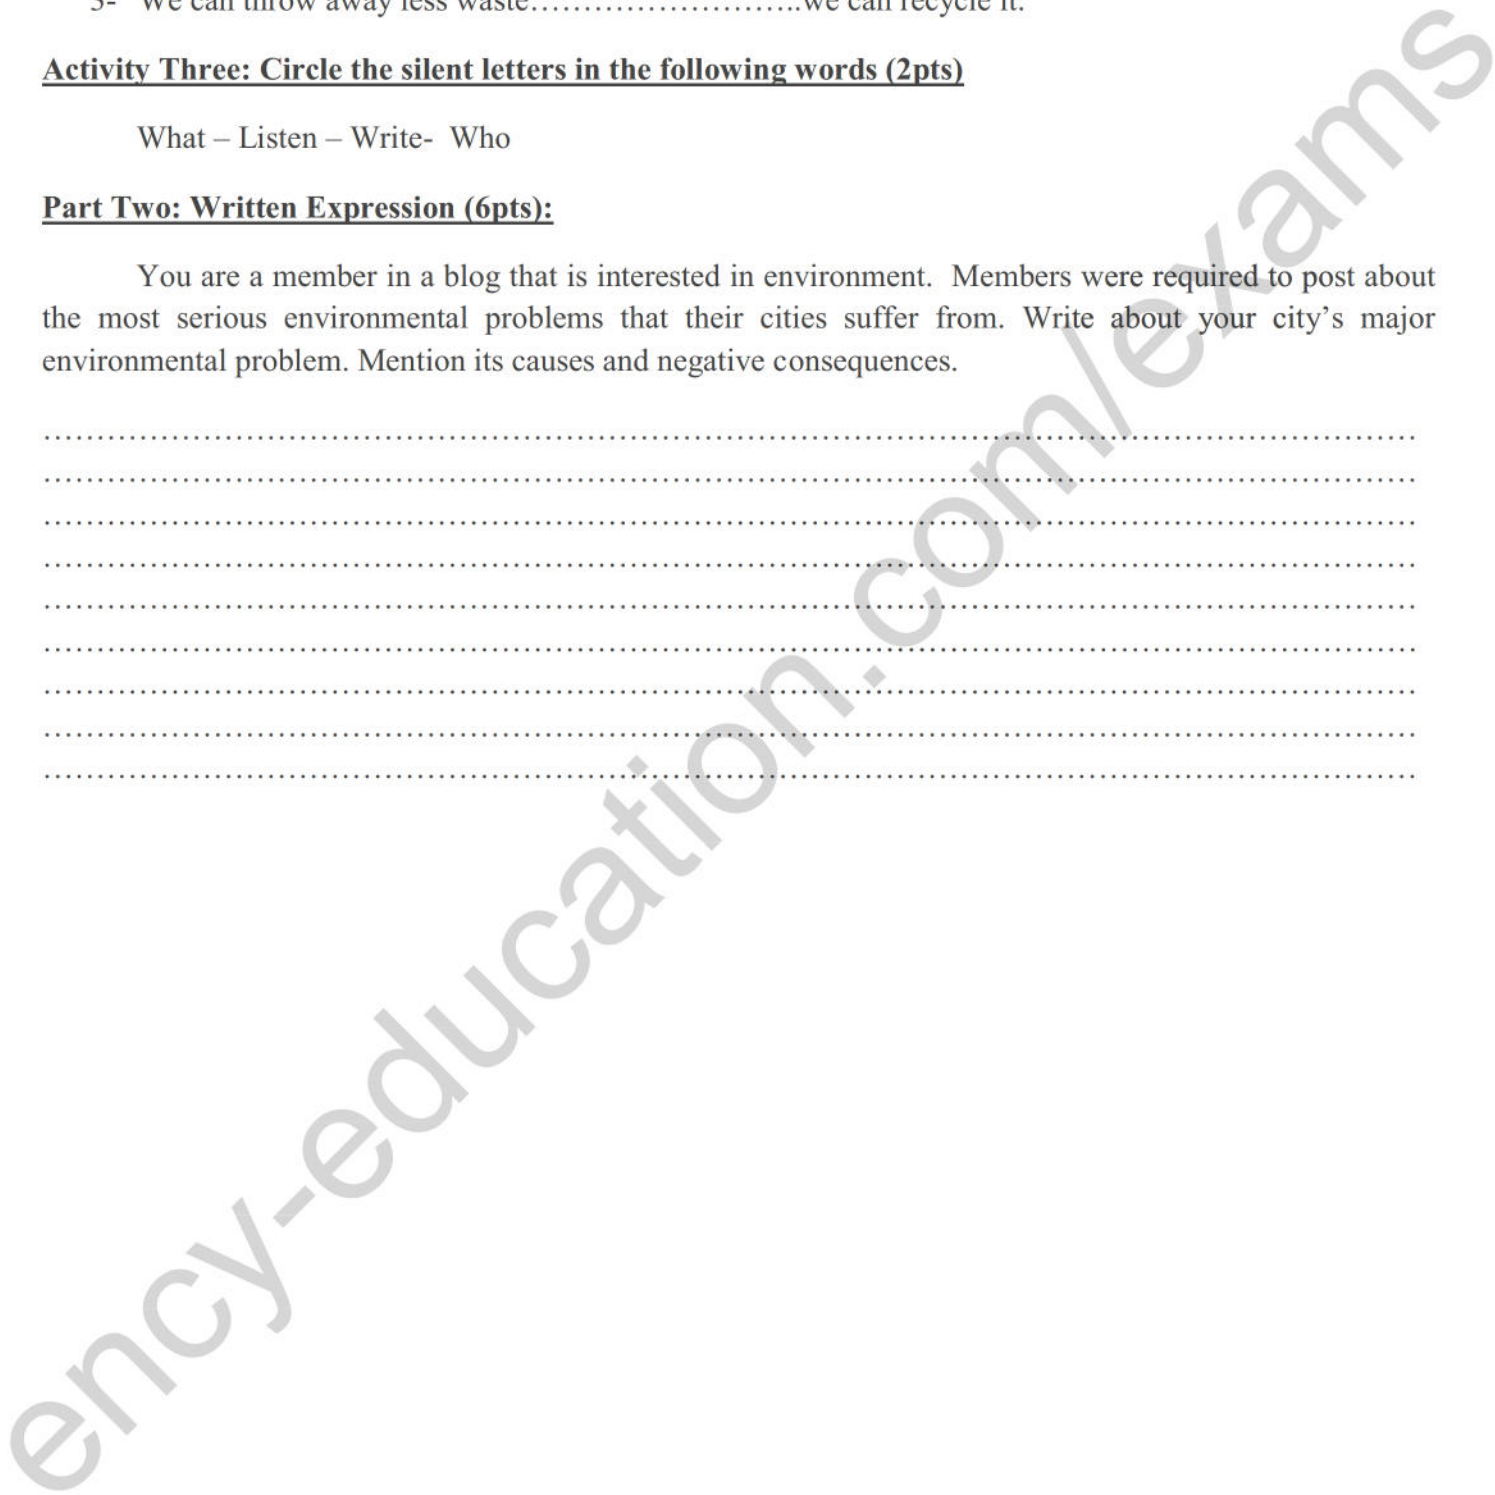 3- We can throw away less waste……………………..we can recycle it.
Activity Three: Circle the silent letters in the following words (2pts)
What – Listen – Write-  Who
Part Two: Written Expression (6pts):
You are a member in a blog that is interested in environment.  Members were required to post about
the most serious environmental problems that their cities suffer from. Write about your city’s major
environmental problem. Mention its causes and negative consequences.
ency-education.com/exams